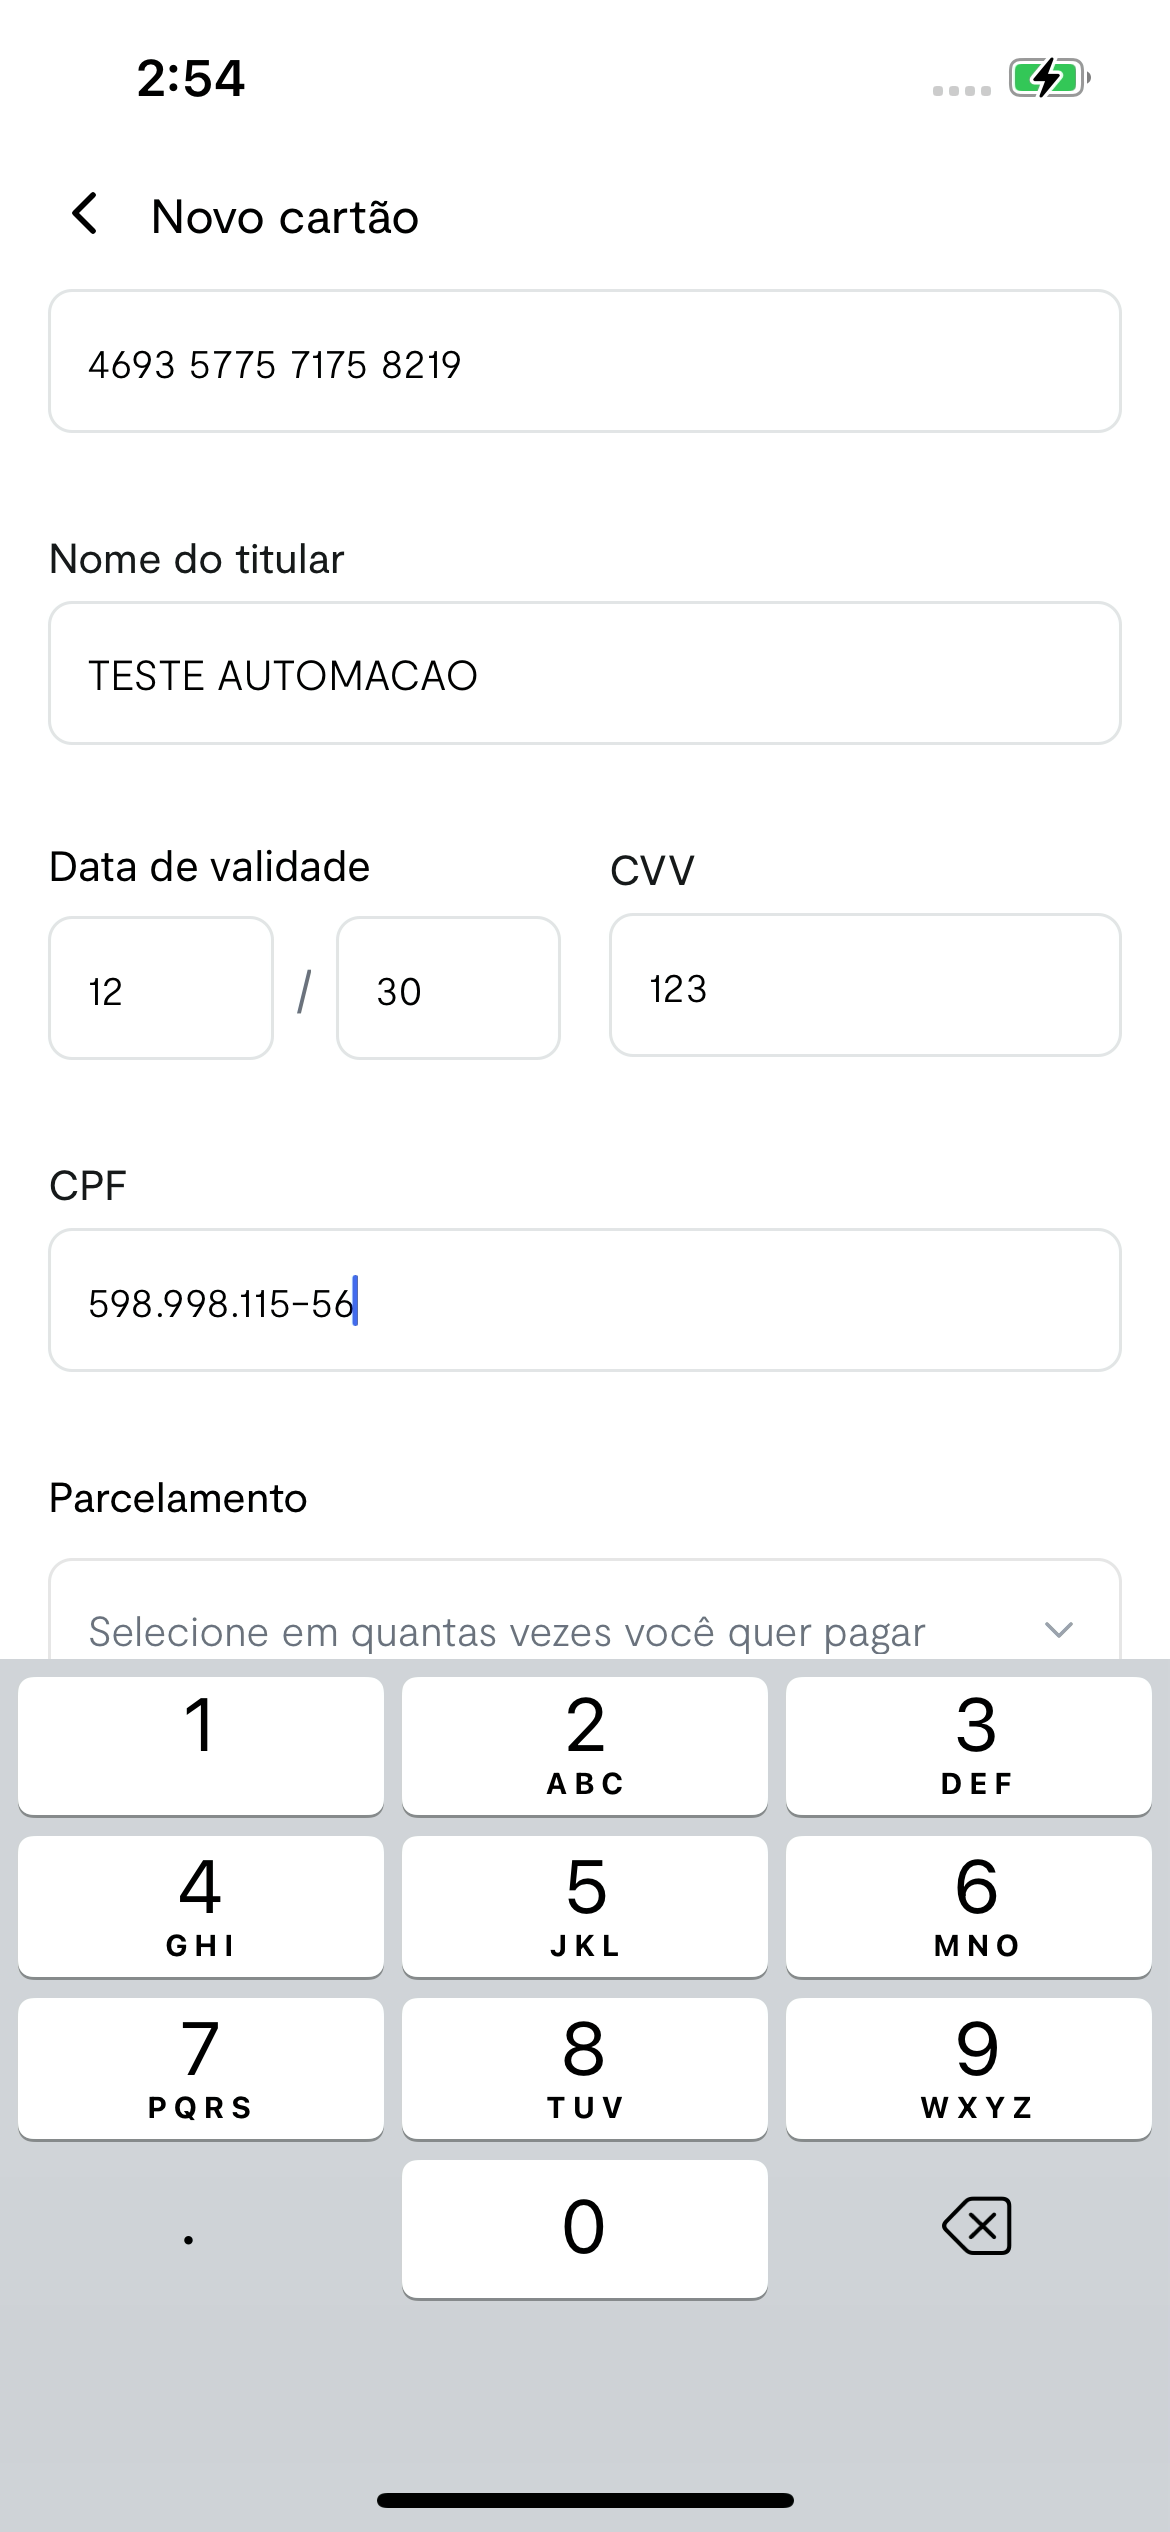 2:54
Novo cartão
4693 5775 7175 8219
Nome do titular
TESTE AUTOMACAO
Data de validade
CVV
12 / 30
123
CPF
598.998.115-56
Parcelamento
Selecione em quantas vezes você quer pagar
1 2 3
ABC DEF
4 5 6
GHI JKL MNO
7 8 9
PQRS TUV WXYZ
. 0